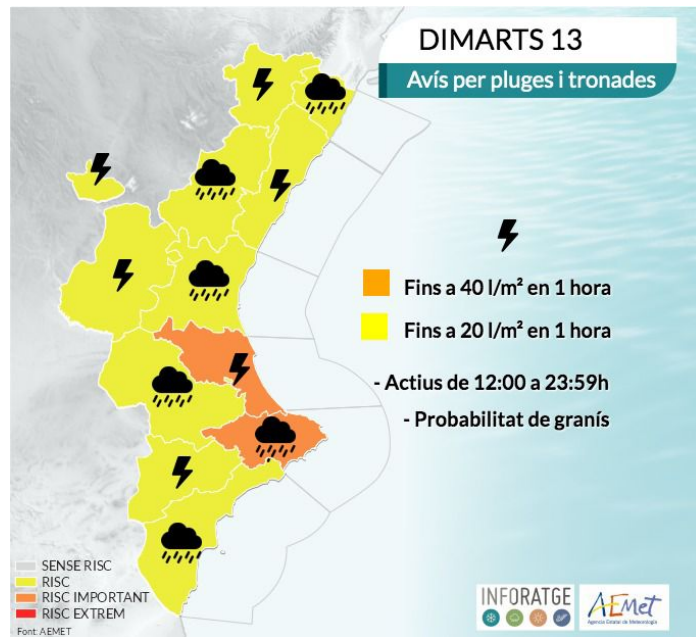 DIMARTS 13
Avís per pluges i tronades
Fins a 40 l/m² en 1 hora
Fins a 20 l/m² en 1 hora
- Actius de 12:00 a 23:59h
- Probabilitat de granís
SENSE RISC
RISC
RISC IMPORTANT
RISC EXTREM
Font: AEMET
INFORATGE
AEMet
Agencia Estatal de Meteorología